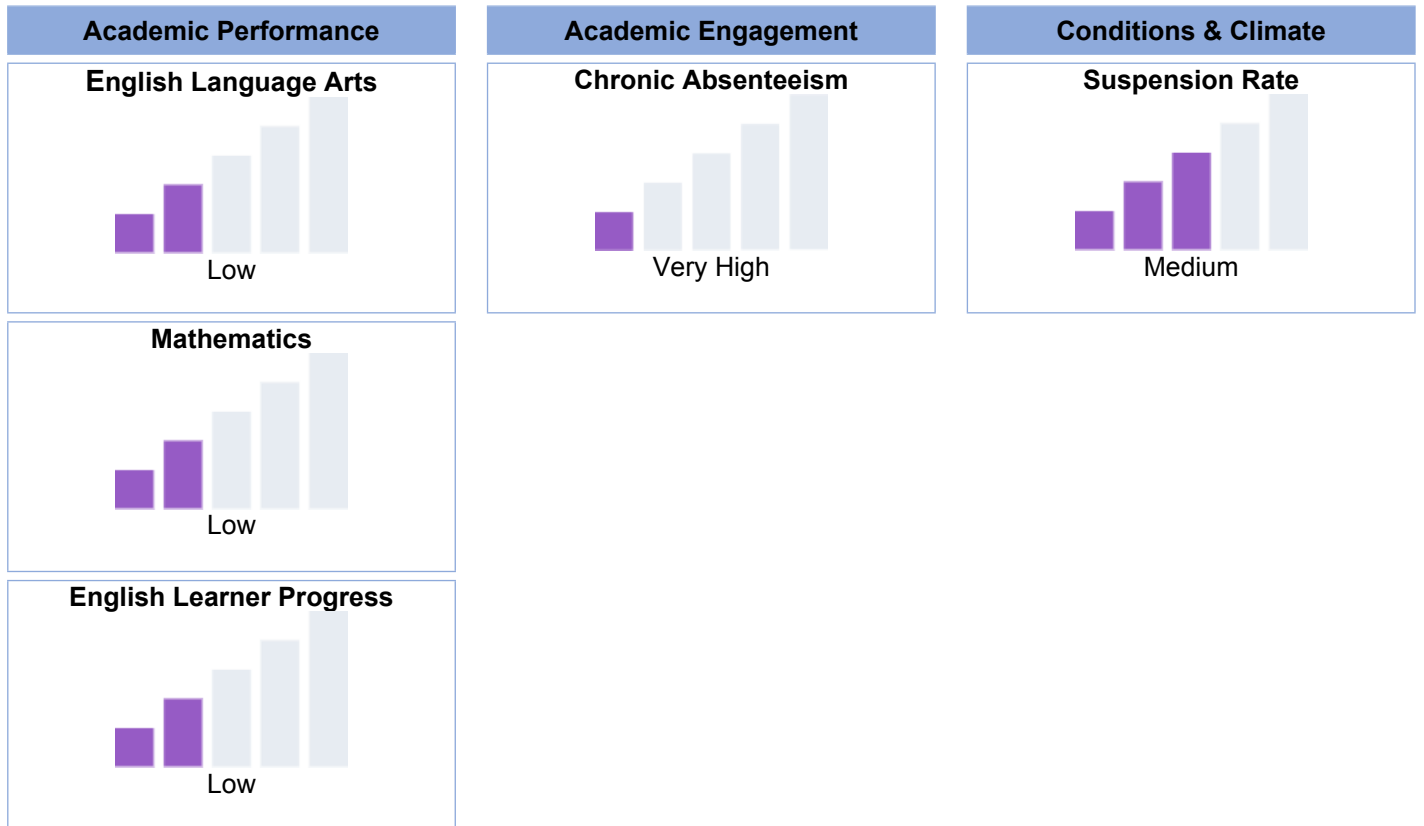 Academic Performance
Academic Engagement
Conditions & Climate
English Language Arts
Low
Chronic Absenteeism
Very High
Suspension Rate
Medium
Mathematics
Low
English Learner Progress
Low